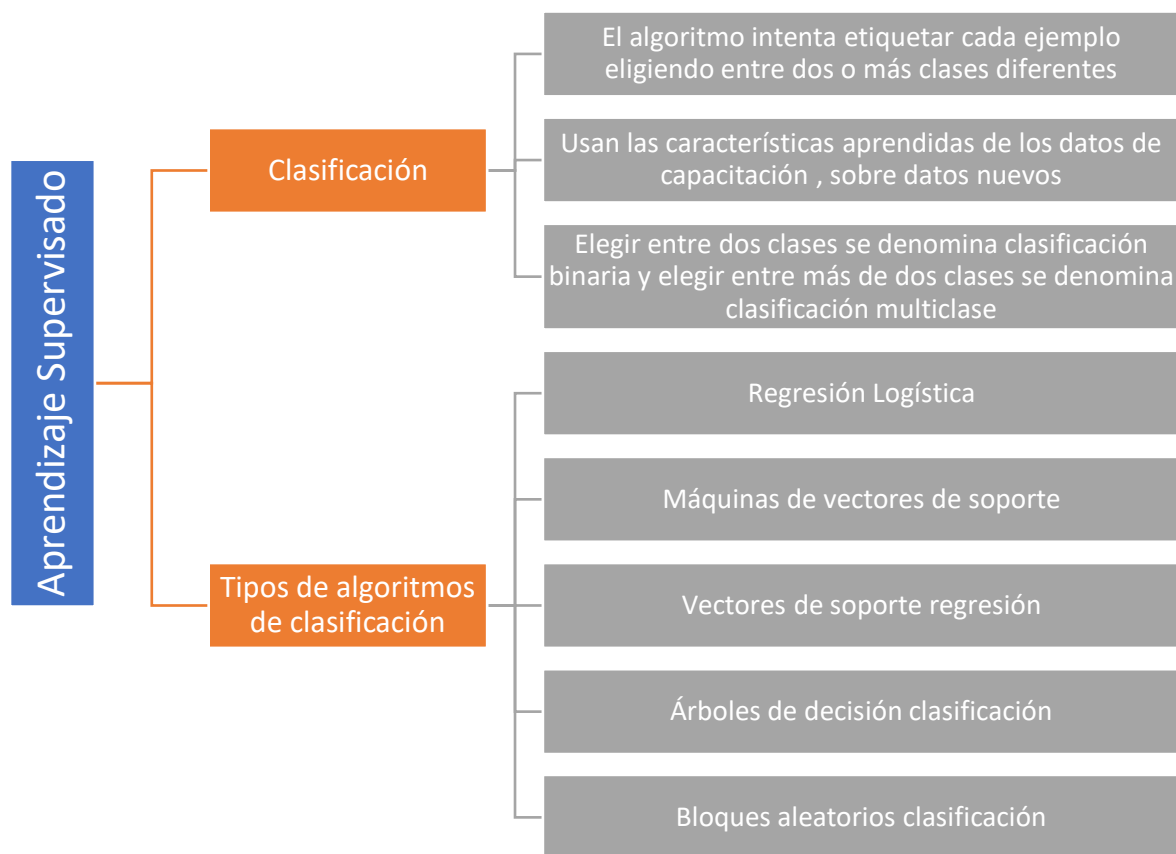 Aprendizaje Supervisado
Clasificación
El algoritmo intenta etiquetar cada ejemplo
eligiendo entre dos o más clases diferentes
Usan las características aprendidas de los datos de
capacitación , sobre datos nuevos
Elegir entre dos clases se denomina clasificación
binaria y elegir entre más de dos clases se denomina
clasificación multiclase
Tipos de algoritmos
de clasificación
Regresión Logística
Máquinas de vectores de soporte
Vectores de soporte regresión
Árboles de decisión clasificación
Bloques aleatorios clasificación